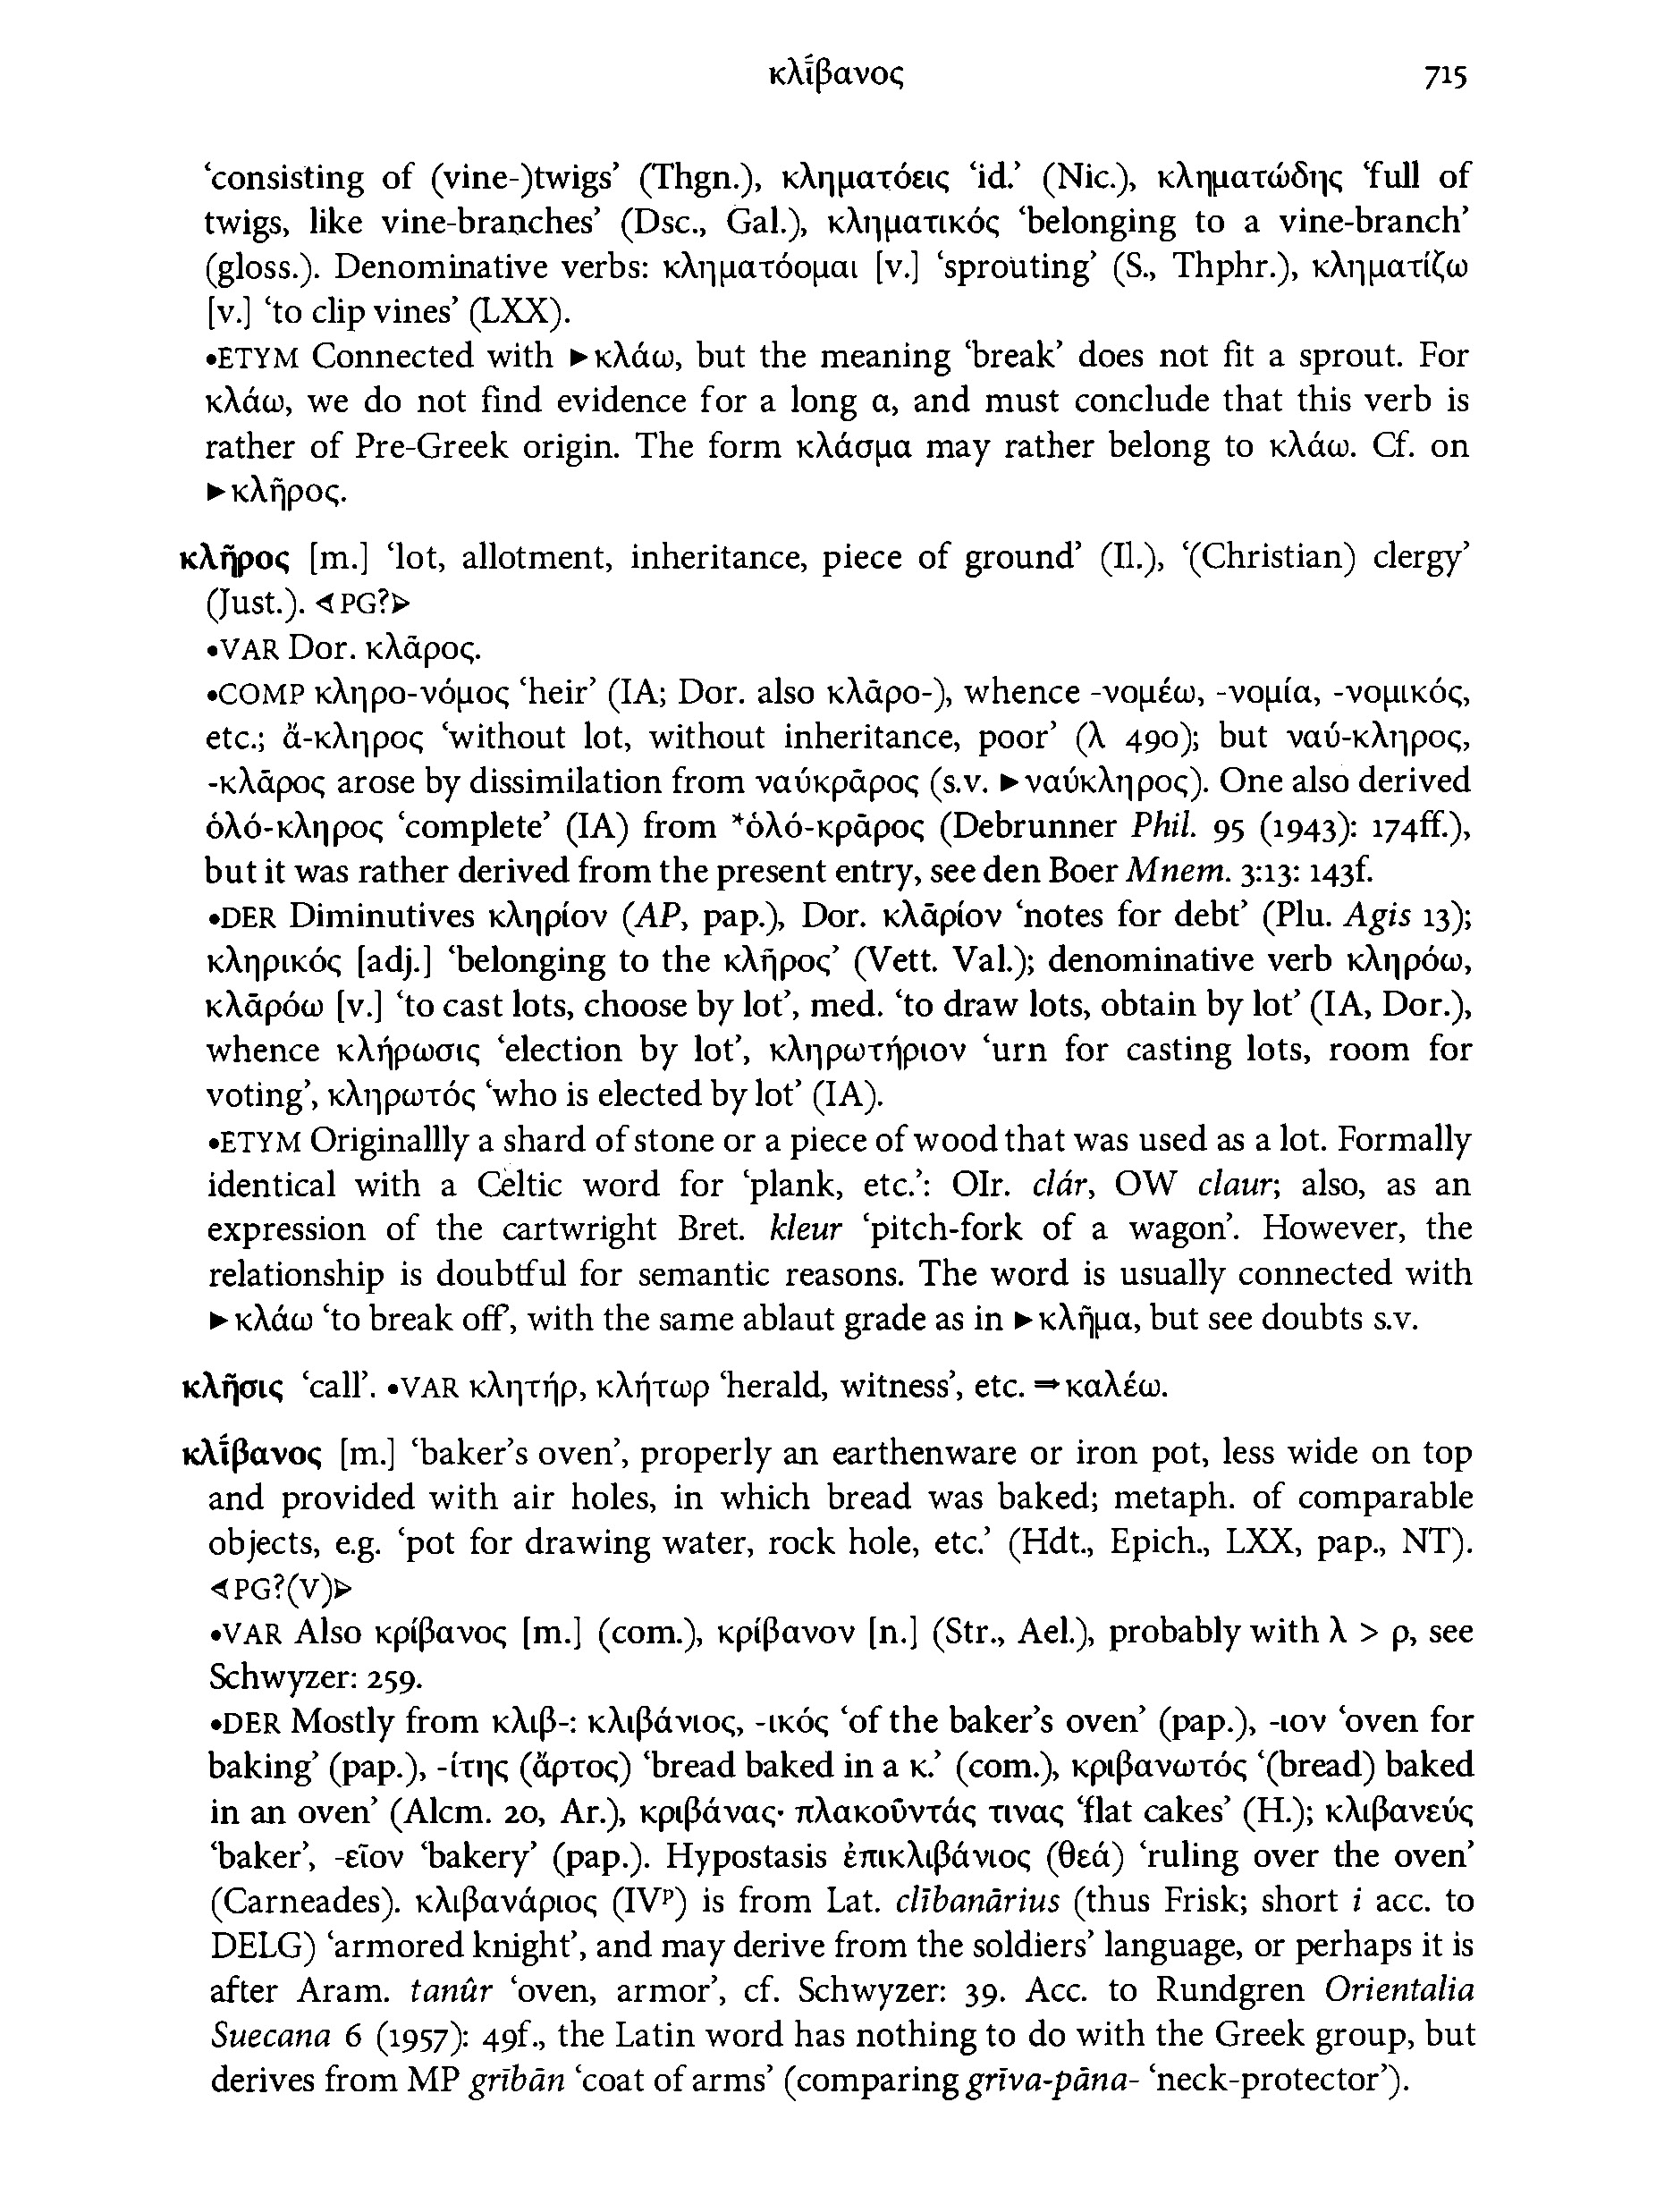 κλί̄βανος 715
‘consisting of (vine-)twigs’ (Thgn.), κληματόεις ‘id.’ (Nic.), κληματώδης ‘full of
twigs, like vine-branches’ (Dsc., Gal.), κληματικός ‘belonging to a vine-branch’
(gloss.). Denominative verbs: κληματόομαι [v.] ‘sprouting’ (S., Thphr.), κληματίζω
[v.] ‘to clip vines’ (LXX).
•ETYM Connected with ►κλάω, but the meaning ‘break’ does not fit a sprout. For
κλάω, we do not find evidence for a long α, and must conclude that this verb is
rather of Pre-Greek origin. The form κλάσμα may rather belong to κλάω. Cf. on
►κλῆρος.
κλῆρος [m.] ‘lot, allotment, inheritance, piece of ground’ (Il.), ‘(Christian) clergy’
(Just.). ⊲PG?⊳
•VAR Dor. κλᾶρος.
•COMP κληρο-νόμος ‘heir’ (IA; Dor. also κλᾱρο-), whence -νομέω, -νομία, -νομικός,
etc.; ἄ-κληρος ‘without lot, without inheritance, poor’ (λ 490); but ναύ-κληρος,
-κλᾱρος arose by dissimilation from ναύκρᾱρος (s.v. ►ναύκληρος). One also derived
ὁλό-κληρος ‘complete’ (IA) from *ὁλό-κρᾱρος (Debrunner Phil. 95 (1943): 174ff.),
but it was rather derived from the present entry, see den Boer Mnem. 3:13: 143f.
•DER Diminutives κληρίον (AP, pap.), Dor. κλᾱρίον ‘notes for debt’ (Plu. Agis 13);
κληρικός [adj.] ‘belonging to the κλῆρος’ (Vett. Val.); denominative verb κληρόω,
κλᾱρόω [v.] ‘to cast lots, choose by lot’, med. ‘to draw lots, obtain by lot’ (IA, Dor.),
whence κλήρωσις ‘election by lot’, κληρωτήριον ‘urn for casting lots, room for
voting’, κληρωτός ‘who is elected by lot’ (IA).
•ETYM Originallly a shard of stone or a piece of wood that was used as a lot. Formally
identical with a Celtic word for ‘plank, etc.’: OIr. clár, OW claur; also, as an
expression of the cartwright Bret. kleur ‘pitch-fork of a wagon’. However, the
relationship is doubtful for semantic reasons. The word is usually connected with
►κλάω ‘to break off’, with the same ablaut grade as in ►κλῆμα, but see doubts s.v.
κλῆσις ‘call’. •VAR κλητήρ, κλήτωρ ‘herald, witness’, etc. ⇒καλέω.
κλί̄βανος [m.] ‘baker’s oven’, properly an earthenware or iron pot, less wide on top
and provided with air holes, in which bread was baked; metaph. of comparable
objects, e.g. ‘pot for drawing water, rock hole, etc.’ (Hdt., Epich., LXX, pap., NT).
⊲PG?(V)⊳
•VAR Also κρίβανος [m.] (com.), κρίβανον [n.] (Str., Ael.), probably with λ > ρ, see
Schwyzer: 259.
•DER Mostly from κλιβ-: κλιβάνιος, -ικός ‘of the baker’s oven’ (pap.), -ιον ‘oven for
baking’ (pap.), -ίτης (ἄρτος) ‘bread baked in a κ.’ (com.), κριβανωτός ‘(bread) baked
in an oven’ (Alcm. 20, Ar.), κριβάνας· πλακοῦντάς τινας ‘flat cakes’ (H.); κλιβανεύς
‘baker’, -εῖον ‘bakery’ (pap.). Hypostasis ἐπικλιβάνιος (θεά) ‘ruling over the oven’
(Carneades). κλιβανάριος (IVᵖ) is from Lat. clībanārius (thus Frisk; short i acc. to
DELG) ‘armored knight’, and may derive from the soldiers’ language, or perhaps it is
after Aram. tanûr ‘oven, armor’, cf. Schwyzer: 39. Acc. to Rundgren Orientalia
Suecana 6 (1957): 49f., the Latin word has nothing to do with the Greek group, but
derives from MP grībān ‘coat of arms’ (comparing grīva-pāna- ‘neck-protector’).